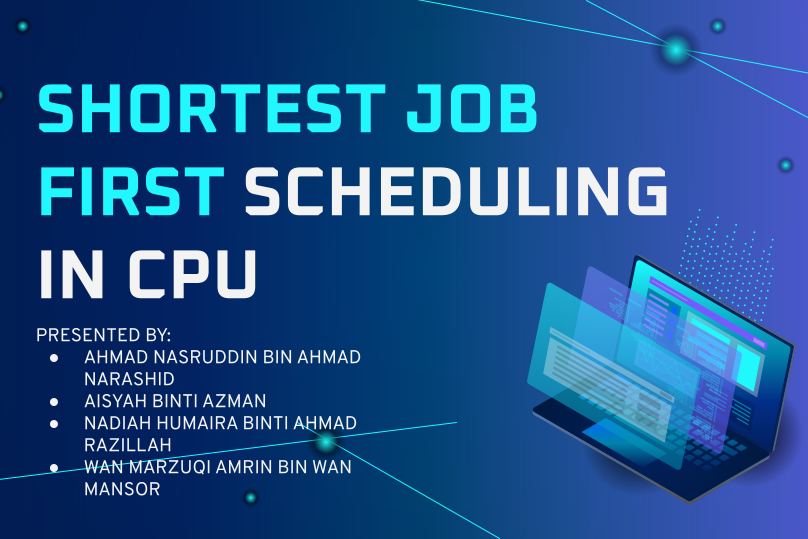 SHORTEST JOB
FIRST SCHEDULING
IN CPU
PRESENTED BY:
● AHMAD NASRUDDIN BIN AHMAD
NARASHID
● AISYAH BINTI AZMAN
● NADIAH HUMAIRA BINTI AHMAD
RAZILLAH
● WAN MARZUQI AMRIN BIN WAN
MANSOR